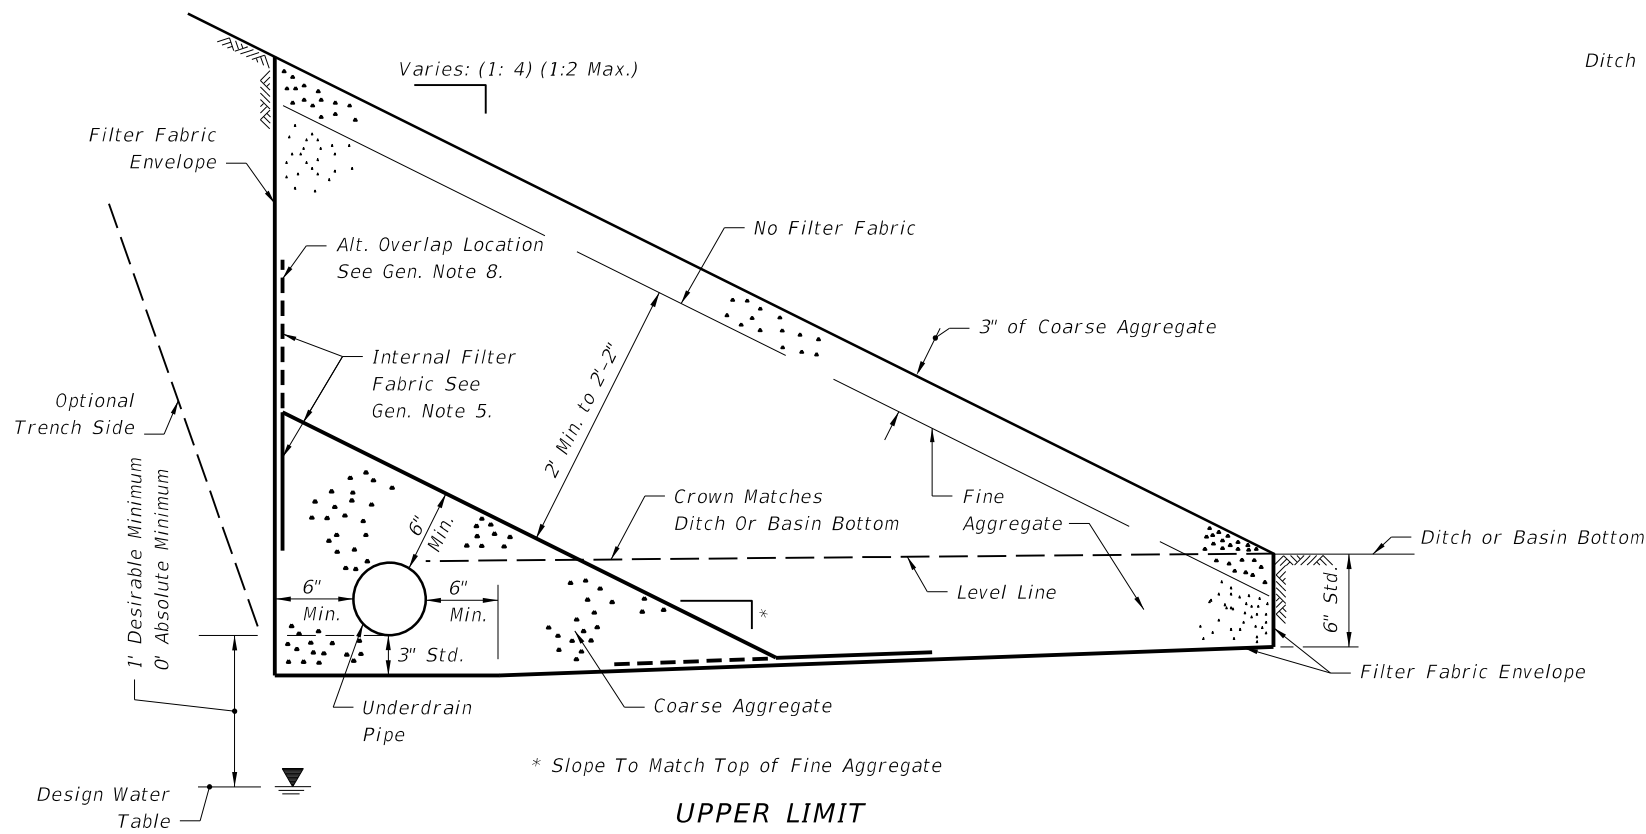 Ditch
Varies: (1: 4) (1:2 Max.)
Filter Fabric
Envelope
No Filter Fabric
Alt. Overlap Location
See Gen. Note 8.
3" of Coarse Aggregate
Internal Filter
Fabric See
Gen. Note 5.
2' Min. to 2'-2"
Optional
Trench Side
1' Desirable Minimum
0' Absolute Minimum
6"
Min.
Crown Matches
Ditch Or Basin Bottom
Fine
Aggregate
Ditch or Basin Bottom
6"
Min.
6"
Min.
Level Line
6" Std.
*
3" Std.
Filter Fabric Envelope
Underdrain
Pipe
Coarse Aggregate
* Slope To Match Top of Fine Aggregate
Design Water
Table
UPPER LIMIT